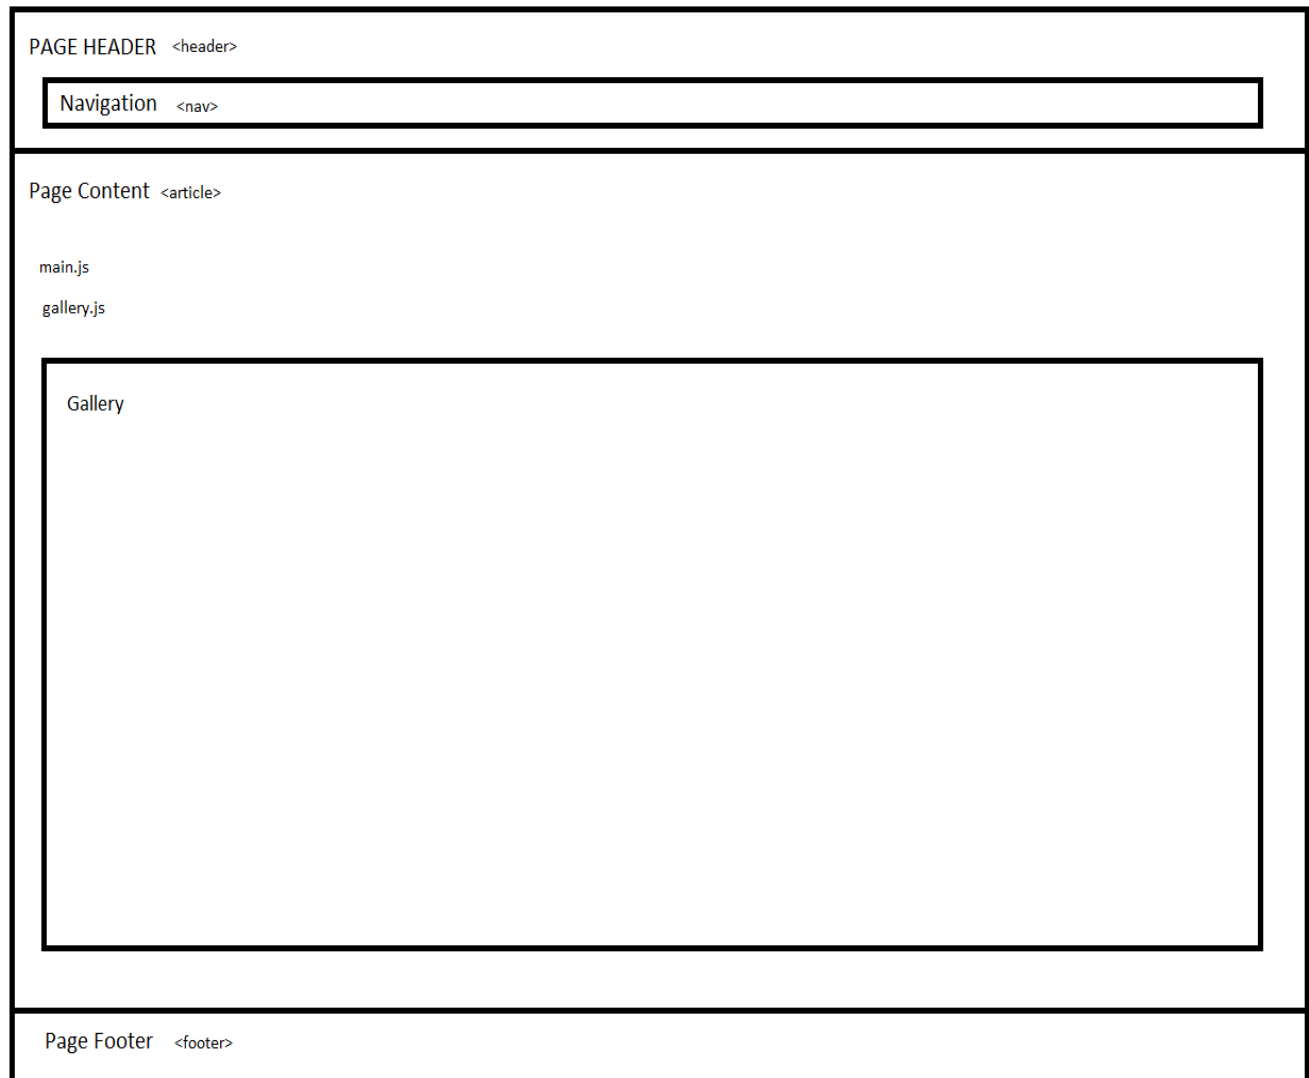 PAGE HEADER <header>
Navigation <nav>
Page Content <article>
main.js
gallery.js
Gallery
Page Footer <footer>